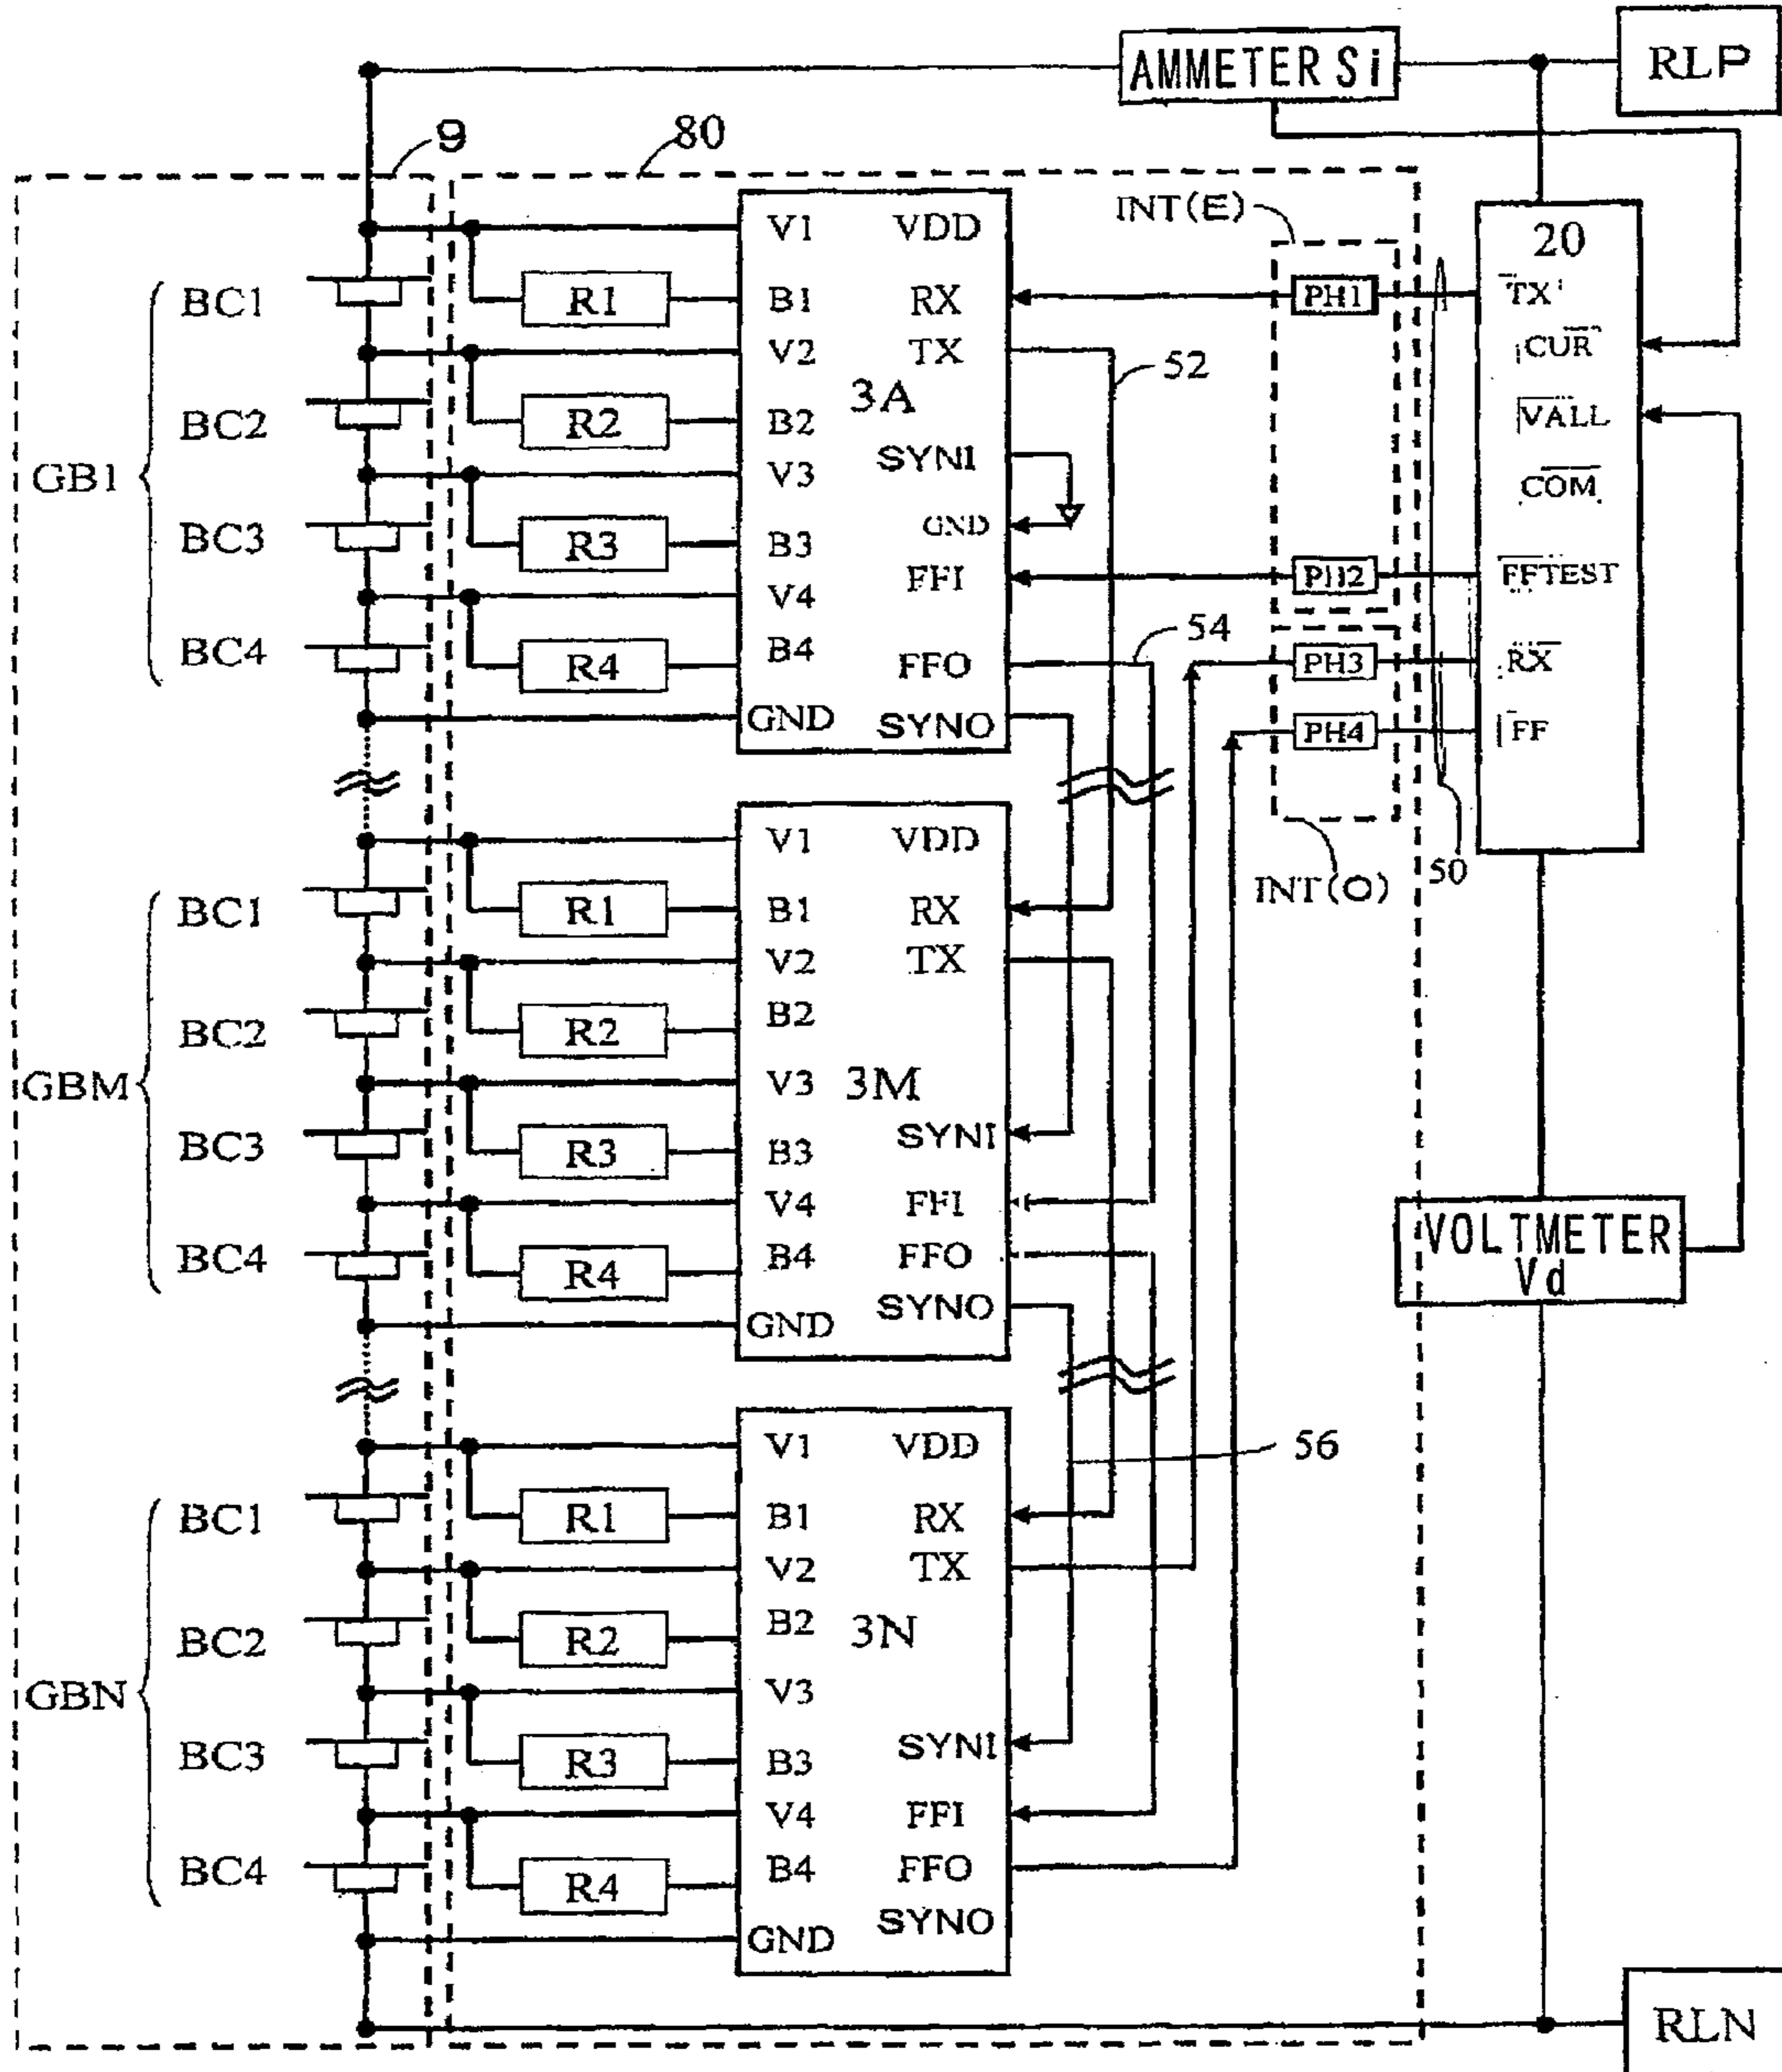 AMMETER Si
RLP
9
80
INT(E)
GB1
BC1
BC2
BC3
BC4
R1
R2
R3
R4
V1
B1
V2
B2
V3
B3
V4
B4
GND
3A
VDD
RX
TX
SYNI
GND
FFI
FFO
SYNO
52
54
PH1
PH2
PH3
PH4
INT(O)
50
20
TX
CUR
VALL
COM
FFTEST
RX
FF
GBM
BC1
BC2
BC3
BC4
R1
R2
R3
R4
V1
B1
V2
B2
V3
B3
V4
B4
GND
3M
VDD
RX
TX
SYNI
FFI
FFO
SYNO
VOLTMETER
Vd
GBN
BC1
BC2
BC3
BC4
R1
R2
R3
R4
V1
B1
V2
B2
V3
B3
V4
B4
GND
3N
VDD
RX
TX
SYNI
FFI
FFO
SYNO
56
RLN